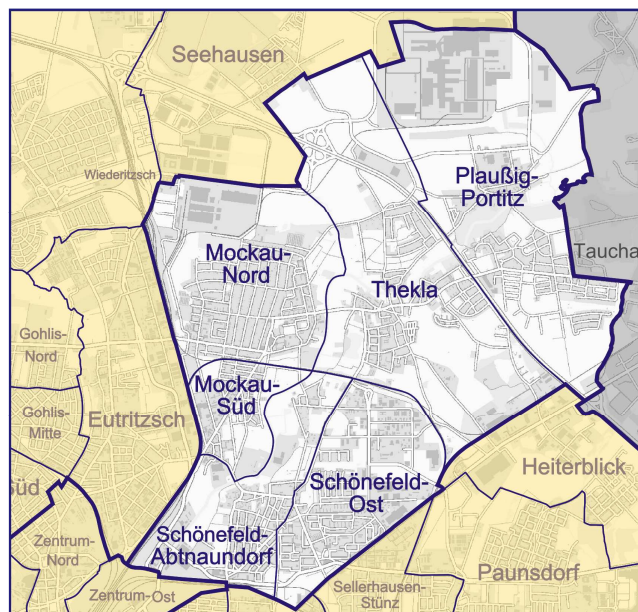 Seehausen
Wiederitzsch
Plaußig-
Portitz
Taucha
Mockau-
Nord
Thekla
Gohlis-
Nord
Mockau-
Süd
Gohlis-
Mitte
Eutritzsch
Heiterblick
Süd
Schönefeld-
Ost
Schönefeld-
Abtnaundorf
Zentrum-
Nord
Paunsdorf
Zentrum-Ost
Sellerhausen-
Stünz